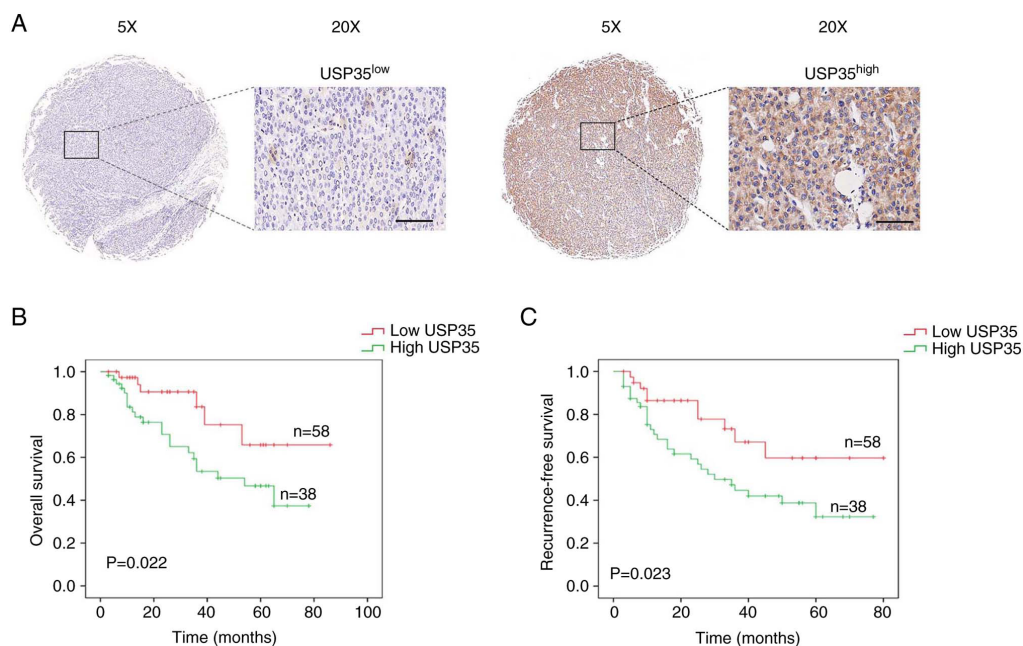 A
5X
20X
5X
20X
USP35low
USP35high
B
Low USP35
High USP35
1.0
0.8
0.6
0.4
0.2
0.0
Overall survival
n=58
n=38
P=0.022
0
20
40
60
80
100
Time (months)
C
Low USP35
High USP35
1.0
0.8
0.6
0.4
0.2
0.0
Recurrence-free survival
n=58
n=38
P=0.023
0
20
40
60
80
Time (months)